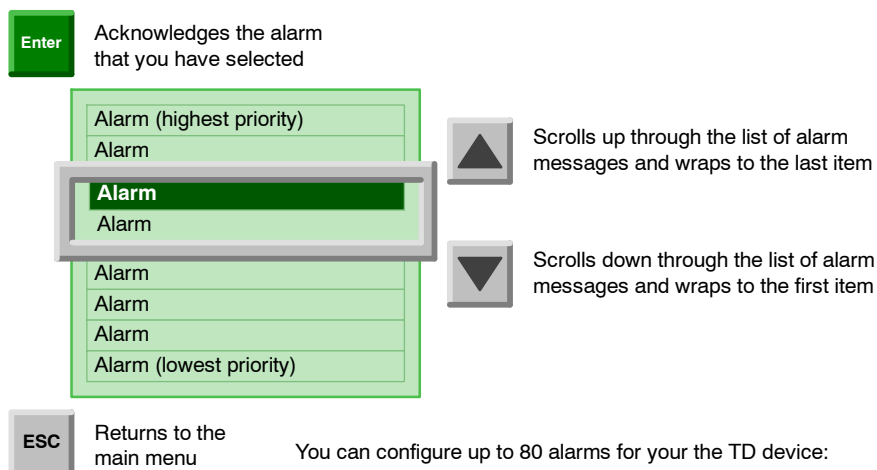 Enter
Acknowledges the alarm
that you have selected
Alarm (highest priority)
Alarm
Alarm
Alarm
Alarm
Alarm
Alarm
Alarm (lowest priority)
Scrolls up through the list of alarm
messages and wraps to the last item
Scrolls down through the list of alarm
messages and wraps to the first item
ESC
Returns to the
main menu
You can configure up to 80 alarms for your the TD device: